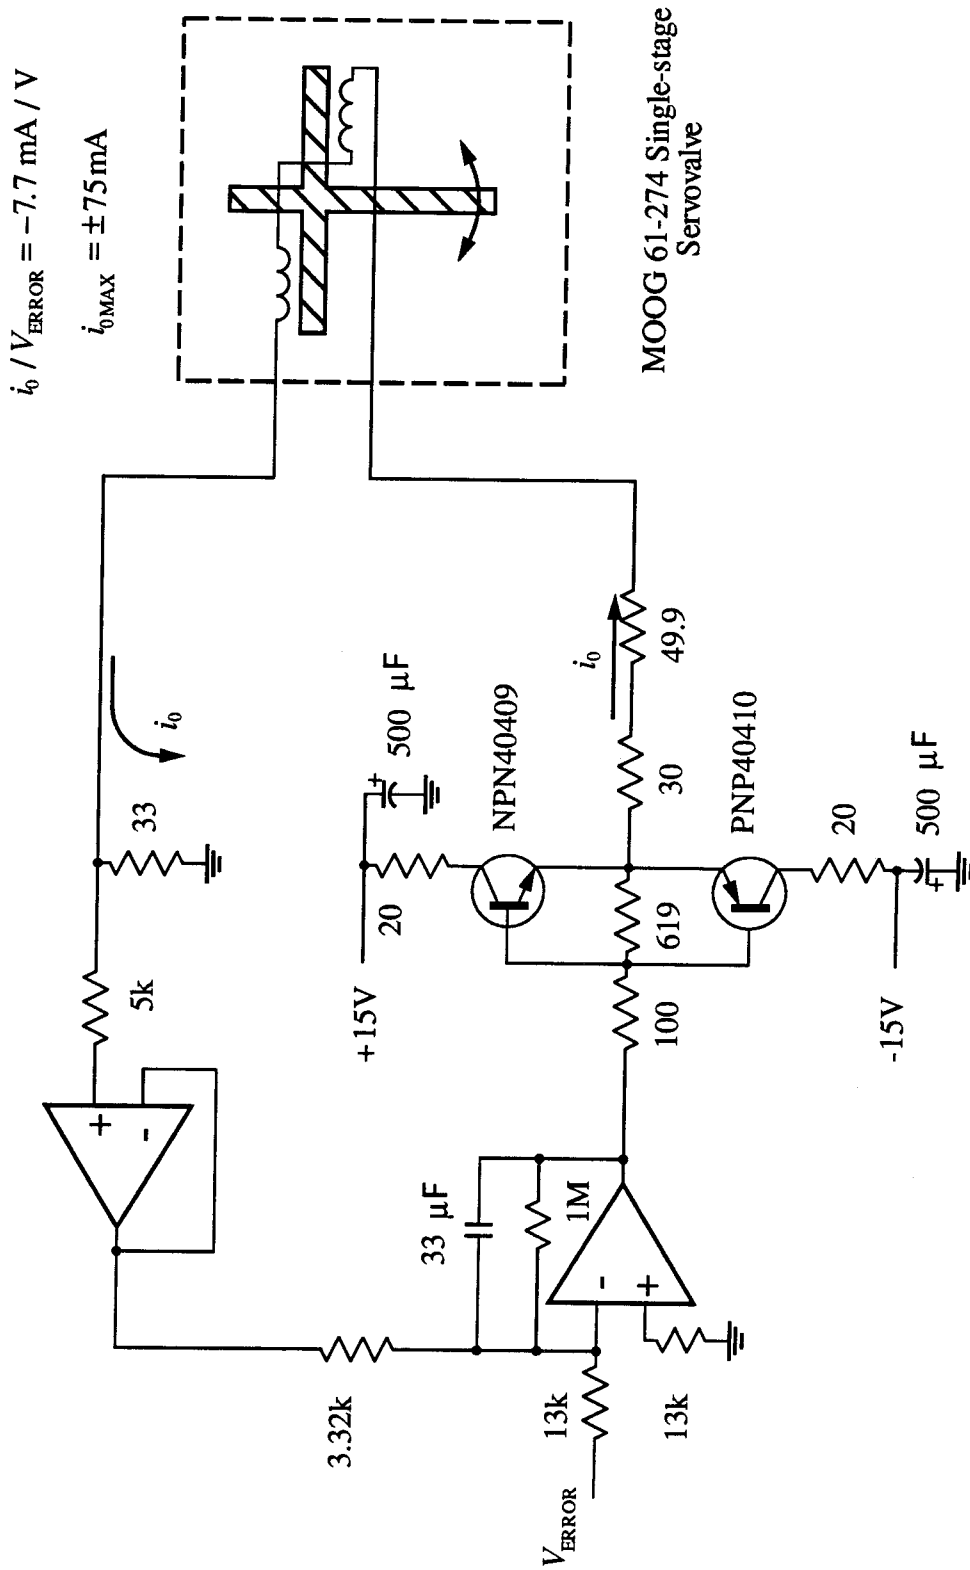 i₀ / V_ERROR = −7.7 mA / V
i₀MAX = ±75mA
MOOG 61-274 Single-stage
Servovalve
i₀
33
5k
+
-
3.32k
500 µF
+
+15V
20
NPN40409
33 µF
1M
-
+
13k
13k
V_ERROR
100
619
30
49.9
i₀
PNP40410
20
-15V
500 µF
+